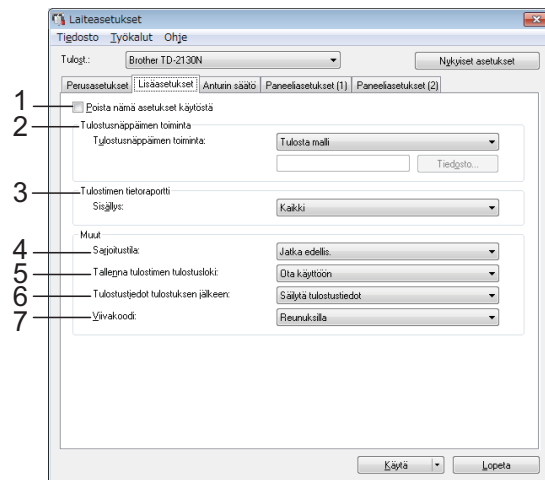 Laiteasetukset
Tiedosto Työkalut Ohje
Tulost.: Brother TD-2130N Nykyiset asetukset
Perusasetukset Lisäasetukset Anturin säätö Paneeliasetukset (1) Paneeliasetukset (2)
1 Poista nämä asetukset käytöstä
2 Tulostusnäppäimen toiminta
Tulostusnäppäimen toiminta: Tulosta malli
Tiedosto...
3 Tulostimen tietoraportti
Sisällys: Kaikki
Muut
4 Sarjoitustila: Jatka edellis.
5 Tallenna tulostimen tulostusloki: Ota käyttöön
6 Tulostustiedot tulostuksen jälkeen: Säilytä tulostustiedot
7 Viivakoodi: Reunuksilla
Käytä Lopeta